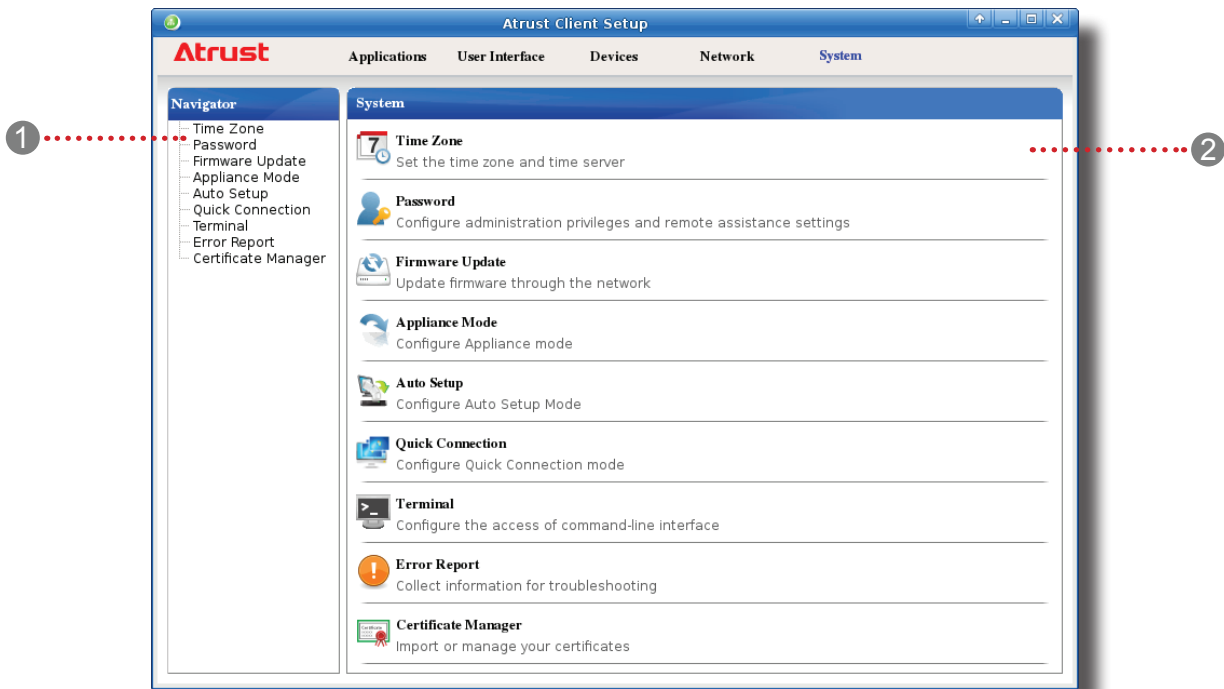 Atrust Client Setup
Atrust
Applications User Interface Devices Network System
Navigator
Time Zone
Password
Firmware Update
Appliance Mode
Auto Setup
Quick Connection
Terminal
Error Report
Certificate Manager
1
System
7
Time Zone
Set the time zone and time server
2
Password
Configure administration privileges and remote assistance settings
Firmware Update
Update firmware through the network
Appliance Mode
Configure Appliance mode
Auto Setup
Configure Auto Setup Mode
Quick Connection
Configure Quick Connection mode
>_
Terminal
Configure the access of command-line interface
!
Error Report
Collect information for troubleshooting
Certificate Manager
Import or manage your certificates